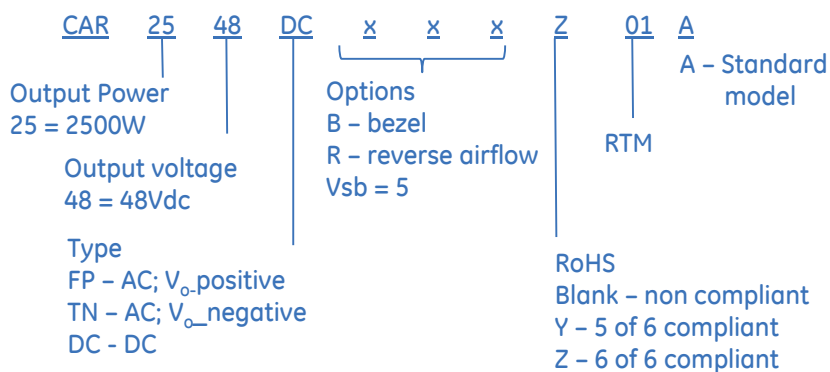 CAR 25 48 DC x x x Z 01 A
A – Standard
model
Output Power
25 = 2500W
Options
B – bezel
R – reverse airflow
Vsb = 5
RTM
Output voltage
48 = 48Vdc
Type
FP – AC; Vo-positive
TN – AC; Vo_negative
DC - DC
RoHS
Blank – non compliant
Y – 5 of 6 compliant
Z – 6 of 6 compliant